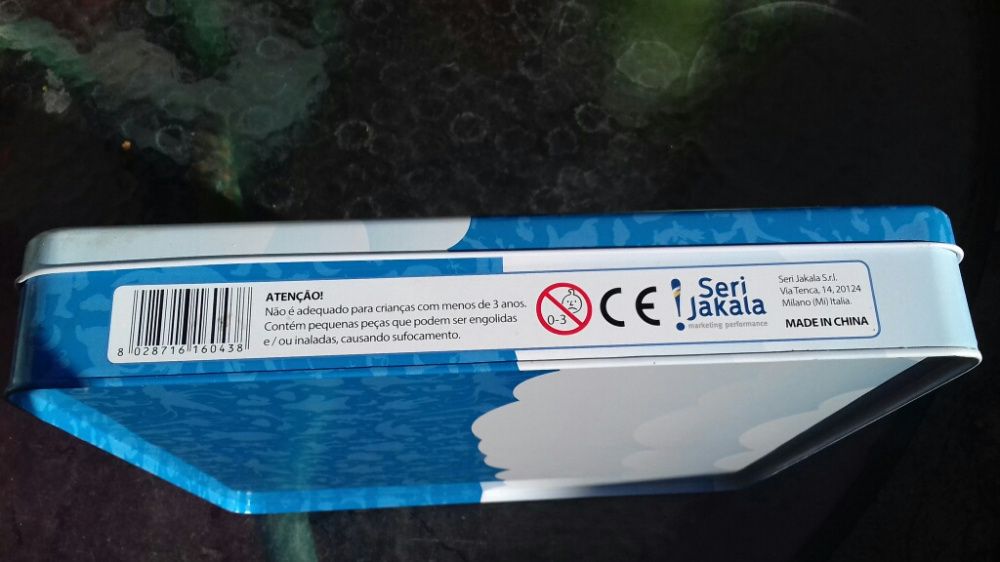 8 028716 160438
ATENÇÃO!
Não é adequado para crianças com menos de 3 anos.
Contém pequenas peças que podem ser engolidas
e / ou inaladas, causando sufocamento.
0-3
CE
Seri
Jakala
marketing performance
Seri Jakala S.r.l.
Via Tenca, 14, 20124
Milano (Mi) Italia.
MADE IN CHINA